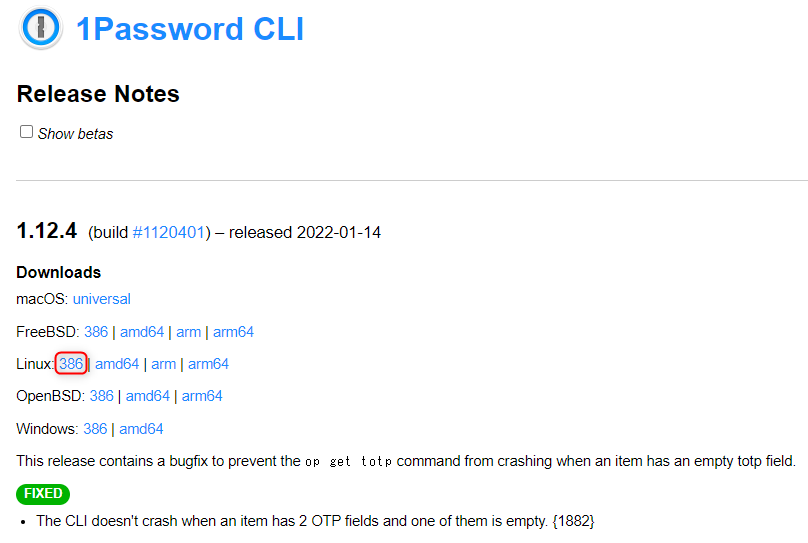 1Password CLI
Release Notes
Show betas
1.12.4 (build #1120401) – released 2022-01-14
Downloads
macOS: universal
FreeBSD: 386 | amd64 | arm | arm64
Linux: 386 | amd64 | arm | arm64
OpenBSD: 386 | amd64 | arm64
Windows: 386 | amd64
This release contains a bugfix to prevent the op get totp command from crashing when an item has an empty totp field.
FIXED
• The CLI doesn't crash when an item has 2 OTP fields and one of them is empty. {1882}